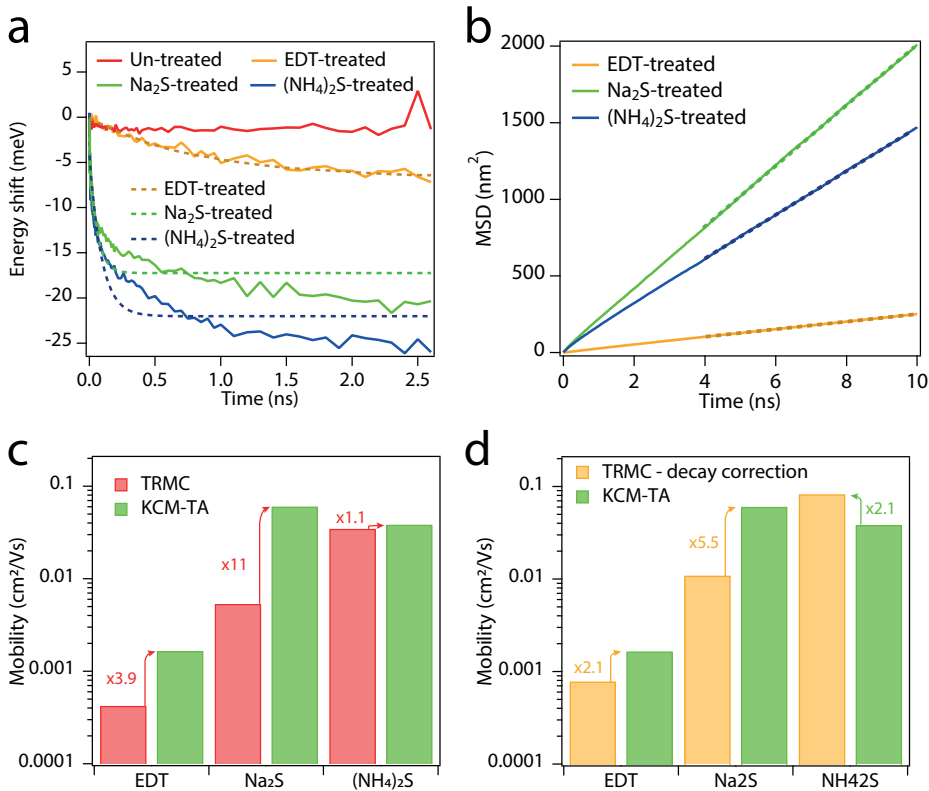 a
Un-treated
EDT-treated
Na₂S-treated
(NH₄)₂S-treated
5
0
-5
-10
-15
-20
-25
Energy shift (meV)
EDT-treated
Na₂S-treated
(NH₄)₂S-treated
0.0
0.5
1.0
1.5
2.0
2.5
Time (ns)
b
EDT-treated
Na₂S-treated
(NH₄)₂S-treated
2000
1500
1000
500
0
MSD (nm²)
0
2
4
6
8
10
Time (ns)
c
TRMC
KCM-TA
0.1
0.01
0.001
0.0001
Mobility (cm²/Vs)
x3.9
x11
x1.1
EDT
Na₂S
(NH₄)₂S
d
TRMC - decay correction
KCM-TA
0.1
0.01
0.001
0.0001
Mobility (cm²/Vs)
x2.1
x5.5
x2.1
EDT
Na2S
NH42S